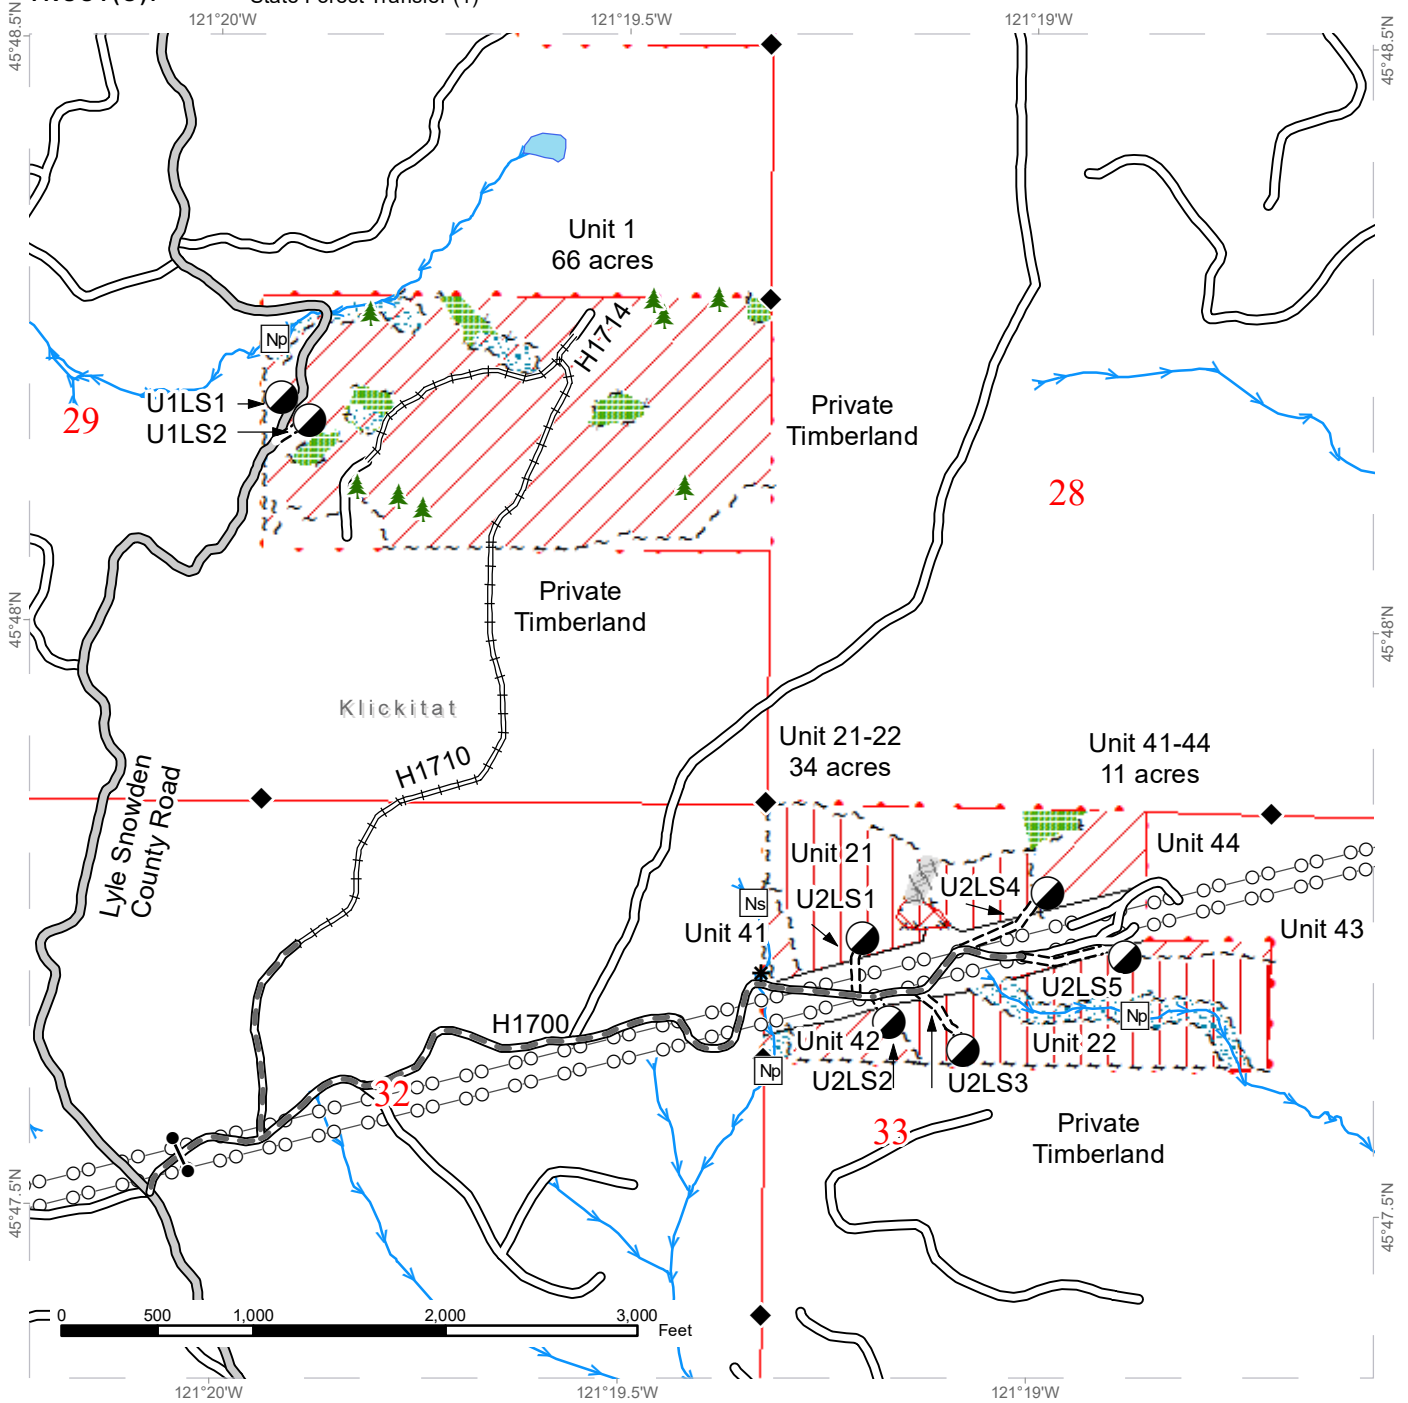 State Forest Transfer (1)
121°20'W
121°19.5'W
121°19'W
45°48.5'N
45°48.5'N
Unit 1
66 acres
H1714
Np
U1LS1
U1LS2
29
Private
Timberland
28
Private
Timberland
45°48'N
45°48'N
Klickitat
H1710
Lyle Snowden
County Road
Unit 21-22
34 acres
Unit 41-44
11 acres
Unit 44
Unit 21
U2LS4
U2LS1
Ns
Unit 41
Unit 43
U2LS5
Np
H1700
Unit 42
Unit 22
Np
U2LS2
U2LS3
32
33
Private
Timberland
45°47.5'N
45°47.5'N
0
500
1,000
2,000
3,000
Feet
121°20'W
121°19.5'W
121°19'W